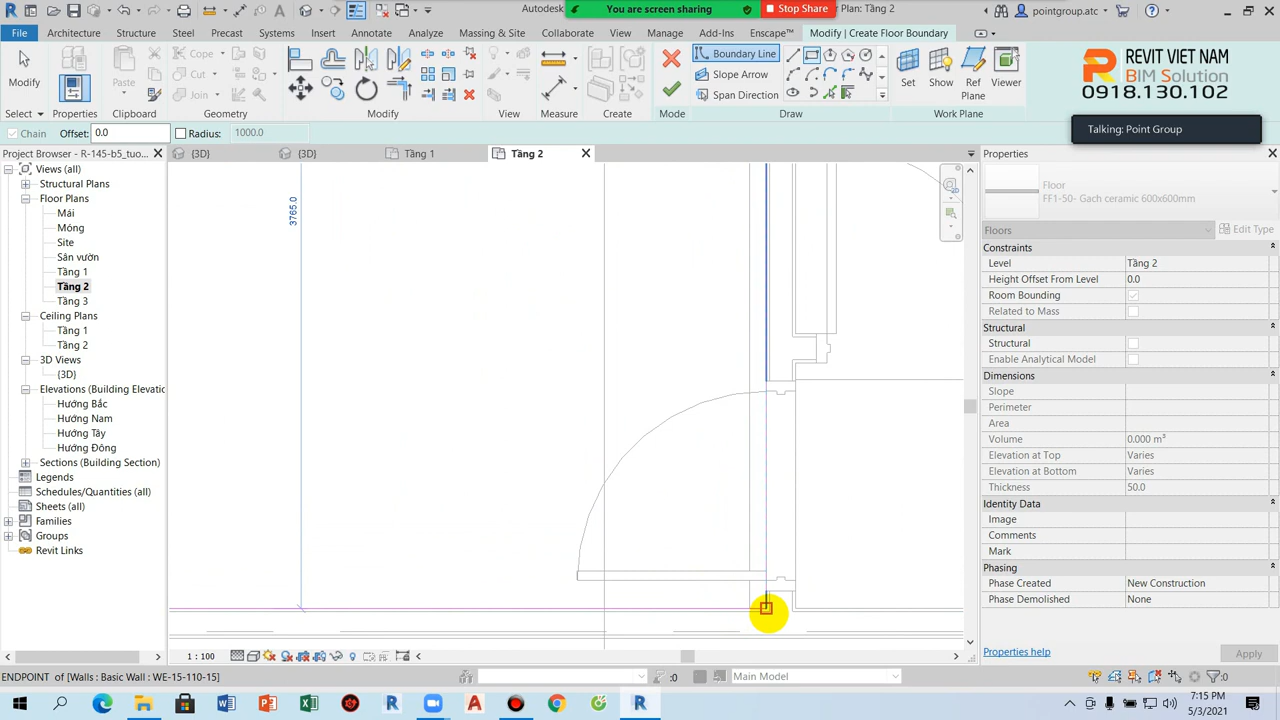 Autodesk
You are screen sharing
Stop Share
Plan: Tầng 2
pointgroup.atc
File
Architecture
Structure
Steel
Precast
Systems
Insert
Annotate
Analyze
Massing & Site
Collaborate
View
Manage
Add-Ins
Enscape™
Modify | Create Floor Boundary
Modify
Paste
Cope
Cut
Join
Boundary Line
Slope Arrow
Span Direction
Set
Show
Ref
Plane
Viewer
REVIT VIET NAM
BIM Solution
0918.130.102
Select
Properties
Clipboard
Geometry
Modify
View
Measure
Create
Mode
Draw
Work Plane
Chain
Offset:
0.0
Radius:
1000.0
Talking: Point Group
Project Browser - R-145-b5_tuo...
{3D}
{3D}
Tầng 1
Tầng 2
Properties
Views (all)
Structural Plans
Floor Plans
Mái
Móng
Site
Sân vườn
Tầng 1
Tầng 2
Tầng 3
Ceiling Plans
Tầng 1
Tầng 2
3D Views
{3D}
Elevations (Building Elevatio
Hướng Bắc
Hướng Nam
Hướng Tây
Hướng Đông
Sections (Building Section)
Legends
Schedules/Quantities (all)
Sheets (all)
Families
Groups
Revit Links
3765.0
Floor
FF1-50- Gach ceramic 600x600mm
Floors
Edit Type
Constraints
Level
Tầng 2
Height Offset From Level
0.0
Room Bounding
Related to Mass
Structural
Structural
Enable Analytical Model
Dimensions
Slope
Perimeter
Area
Volume
0.000 m³
Elevation at Top
Varies
Elevation at Bottom
Varies
Thickness
50.0
Identity Data
Image
Comments
Mark
Phasing
Phase Created
New Construction
Phase Demolished
None
Properties help
Apply
1 : 100
ENDPOINT of [Walls : Basic Wall : WE-15-110-15]
:0
Main Model
:0
7:15 PM
5/3/2021